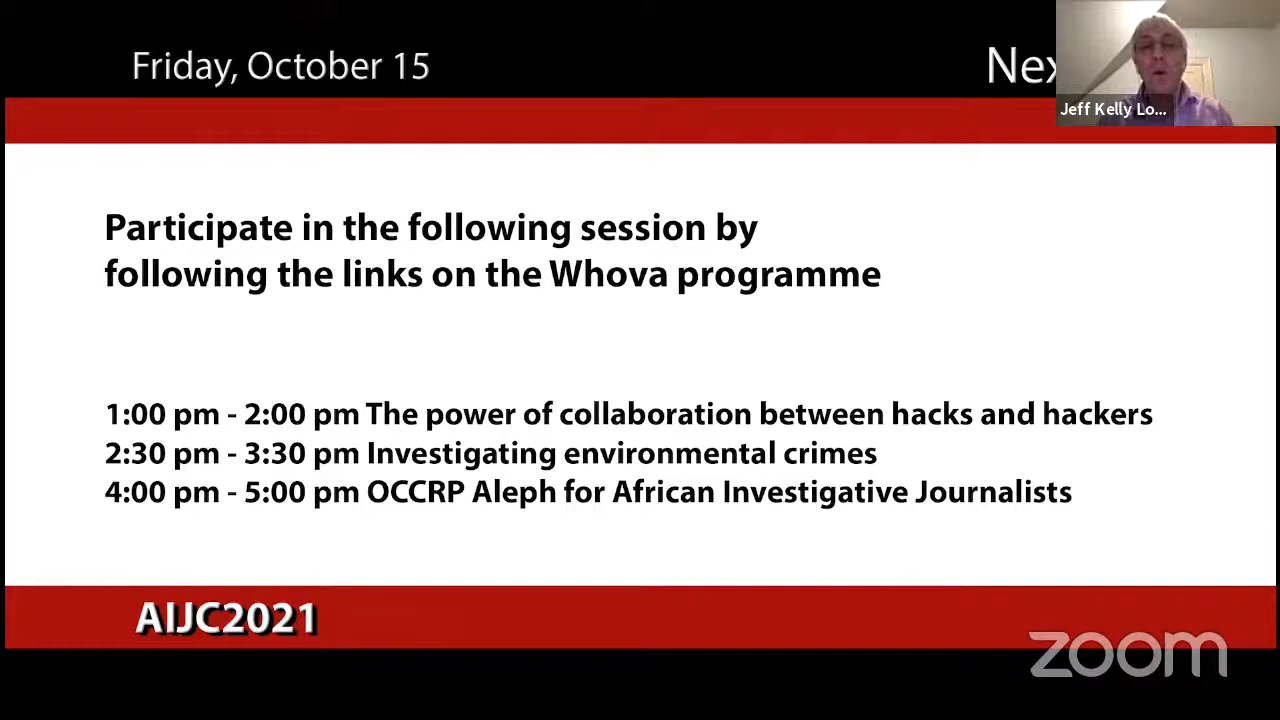 Friday, October 15
Nex
Jeff Kelly Lo...
Participate in the following session by
following the links on the Whova programme
1:00 pm - 2:00 pm The power of collaboration between hacks and hackers
2:30 pm - 3:30 pm Investigating environmental crimes
4:00 pm - 5:00 pm OCCRP Aleph for African Investigative Journalists
AIJC2021
zoom